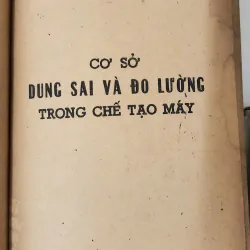 CƠ SỞ
DUNG SAI VÀ ĐO LƯỜNG
TRONG CHẾ TẠO MÁY